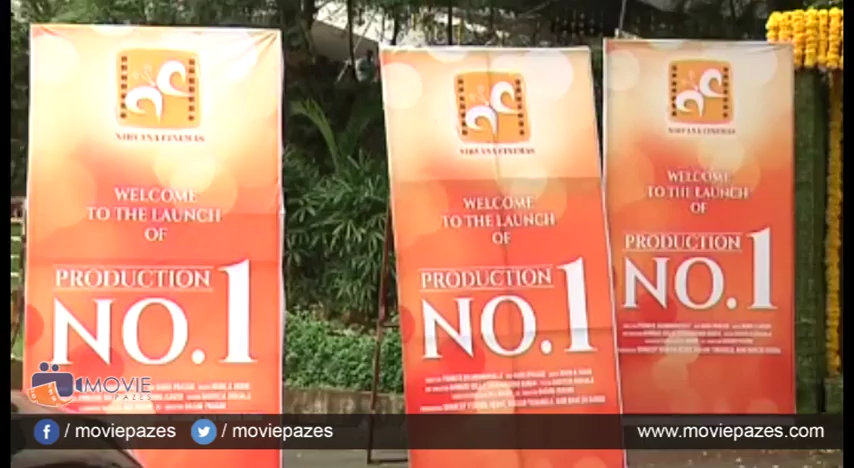 NIRVANA CINEMAS
WELCOME
TO THE LAUNCH
OF
PRODUCTION
NO.1
NIRVANA CINEMAS
WELCOME
TO THE LAUNCH
OF
PRODUCTION
NO.1
NIRVANA CINEMAS
WELCOME
TO THE LAUNCH
OF
PRODUCTION
NO.1
MOVIE
PAZES
/ moviepazes
/ moviepazes
www.moviepazes.com